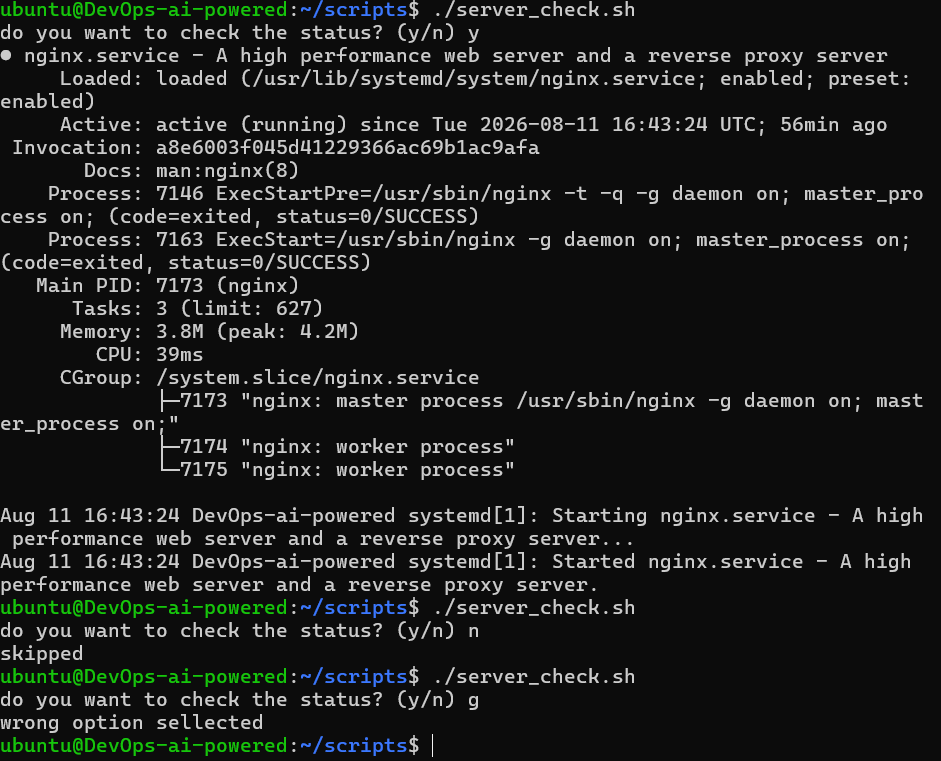 ubuntu@DevOps-ai-powered:~/scripts$ ./server_check.sh
do you want to check the status? (y/n) y
● nginx.service - A high performance web server and a reverse proxy server
     Loaded: loaded (/usr/lib/systemd/system/nginx.service; enabled; preset:
enabled)
     Active: active (running) since Tue 2026-08-11 16:43:24 UTC; 56min ago
 Invocation: a8e6003f045d41229366ac69b1ac9afa
       Docs: man:nginx(8)
    Process: 7146 ExecStartPre=/usr/sbin/nginx -t -q -g daemon on; master_pro
cess on; (code=exited, status=0/SUCCESS)
    Process: 7163 ExecStart=/usr/sbin/nginx -g daemon on; master_process on;
(code=exited, status=0/SUCCESS)
   Main PID: 7173 (nginx)
      Tasks: 3 (limit: 627)
     Memory: 3.8M (peak: 4.2M)
        CPU: 39ms
     CGroup: /system.slice/nginx.service
             ├─7173 "nginx: master process /usr/sbin/nginx -g daemon on; mast
er_process on;"
             ├─7174 "nginx: worker process"
             └─7175 "nginx: worker process"

Aug 11 16:43:24 DevOps-ai-powered systemd[1]: Starting nginx.service - A high
 performance web server and a reverse proxy server...
Aug 11 16:43:24 DevOps-ai-powered systemd[1]: Started nginx.service - A high
performance web server and a reverse proxy server.
ubuntu@DevOps-ai-powered:~/scripts$ ./server_check.sh
do you want to check the status? (y/n) n
skipped
ubuntu@DevOps-ai-powered:~/scripts$ ./server_check.sh
do you want to check the status? (y/n) g
wrong option sellected
ubuntu@DevOps-ai-powered:~/scripts$